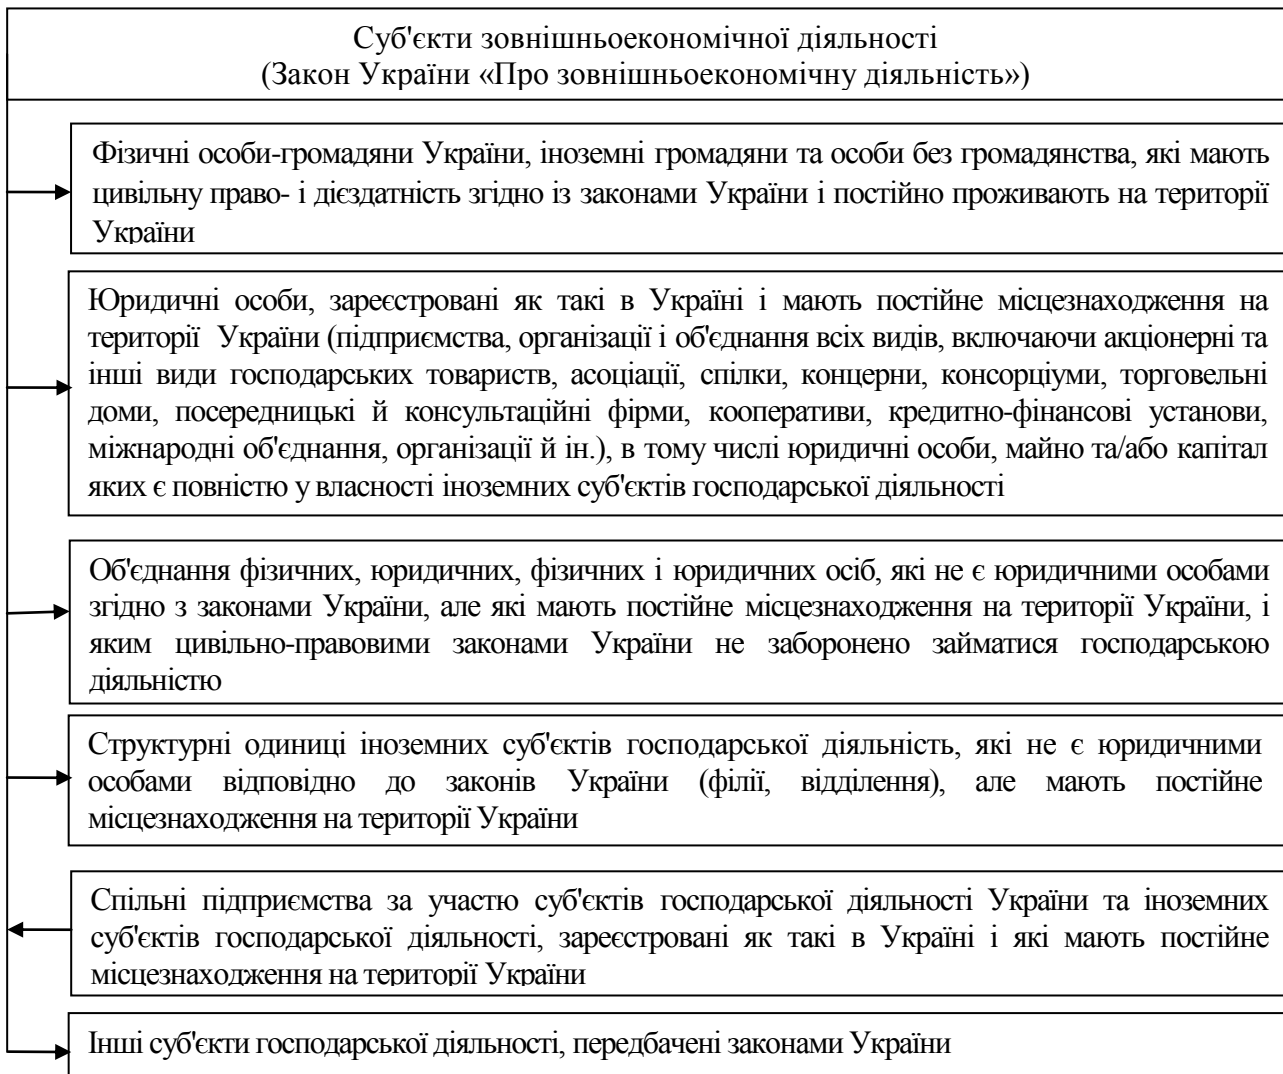 Суб'єкти зовнішньоекономічної діяльності
(Закон України «Про зовнішньоекономічну діяльність»)
Фізичні особи-громадяни України, іноземні громадяни та особи без громадянства, які мають
цивільну право- і дієздатність згідно із законами України і постійно проживають на території
України
Юридичні особи, зареєстровані як такі в Україні і мають постійне місцезнаходження на
території України (підприємства, організації і об'єднання всіх видів, включаючи акціонерні та
інші види господарських товариств, асоціації, спілки, концерни, консорціуми, торговельні
доми, посередницькі й консультаційні фірми, кооперативи, кредитно-фінансові установи,
міжнародні об'єднання, організації й ін.), в тому числі юридичні особи, майно та/або капітал
яких є повністю у власності іноземних суб'єктів господарської діяльності
Об'єднання фізичних, юридичних, фізичних і юридичних осіб, які не є юридичними особами
згідно з законами України, але які мають постійне місцезнаходження на території України, і
яким цивільно-правовими законами України не заборонено займатися господарською
діяльністю
Структурні одиниці іноземних суб'єктів господарської діяльність, які не є юридичними
особами відповідно до законів України (філії, відділення), але мають постійне
місцезнаходження на території України
Спільні підприємства за участю суб'єктів господарської діяльності України та іноземних
суб'єктів господарської діяльності, зареєстровані як такі в Україні і які мають постійне
місцезнаходження на території України
Інші суб'єкти господарської діяльності, передбачені законами України